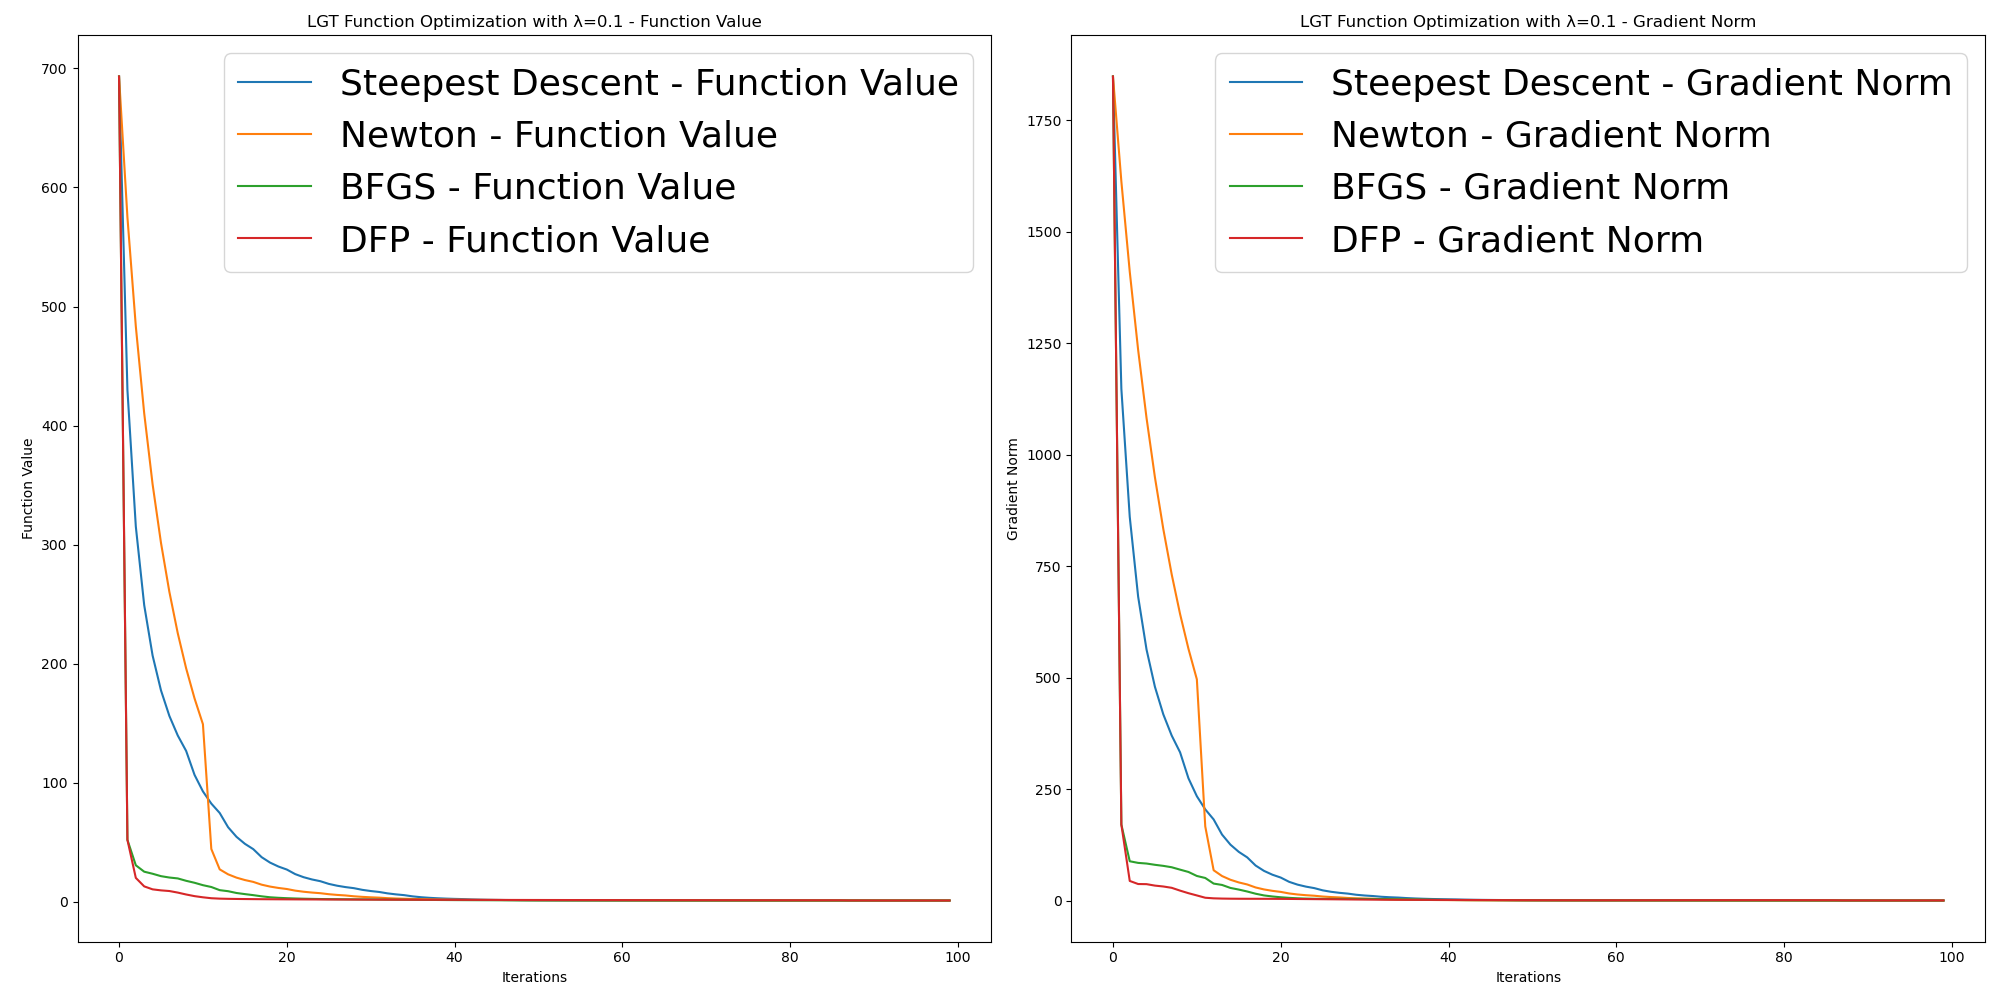 LGT Function Optimization with λ=0.1 - Function Value
Steepest Descent - Function Value
Newton - Function Value
BFGS - Function Value
DFP - Function Value
Function Value
700
600
500
400
300
200
100
0
0 20 40 60 80 100
Iterations
LGT Function Optimization with λ=0.1 - Gradient Norm
Steepest Descent - Gradient Norm
Newton - Gradient Norm
BFGS - Gradient Norm
DFP - Gradient Norm
Gradient Norm
1750
1500
1250
1000
750
500
250
0
0 20 40 60 80 100
Iterations